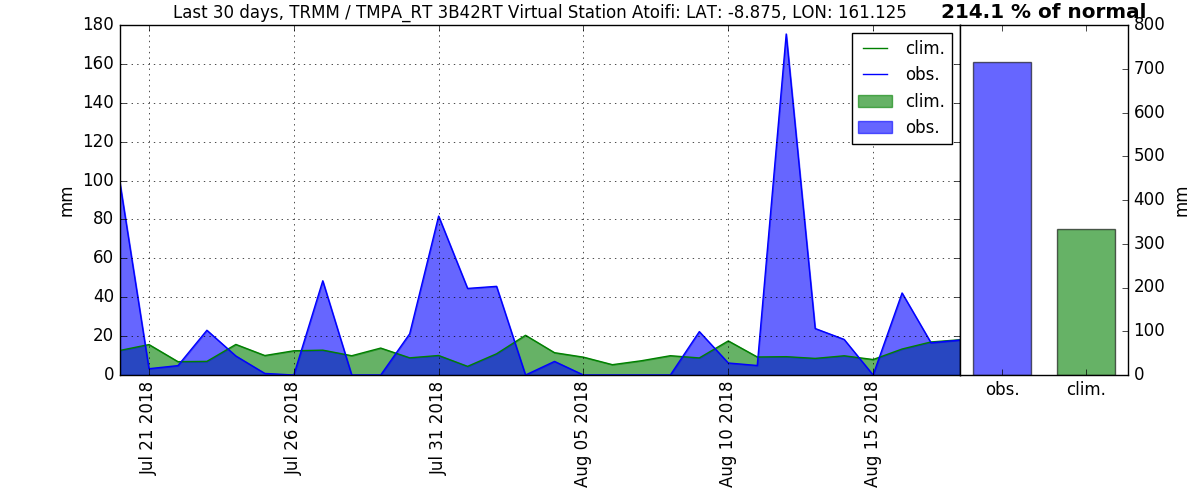 Last 30 days, TRMM / TMPA_RT 3B42RT Virtual Station Atoifi: LAT: -8.875, LON: 161.125
214.1 % of normal
180
160
140
120
100
80
60
40
20
0
mm
clim.
obs.
clim.
obs.
Jul 21 2018
Jul 26 2018
Jul 31 2018
Aug 05 2018
Aug 10 2018
Aug 15 2018
800
700
600
500
400
300
200
100
0
mm
obs.
clim.